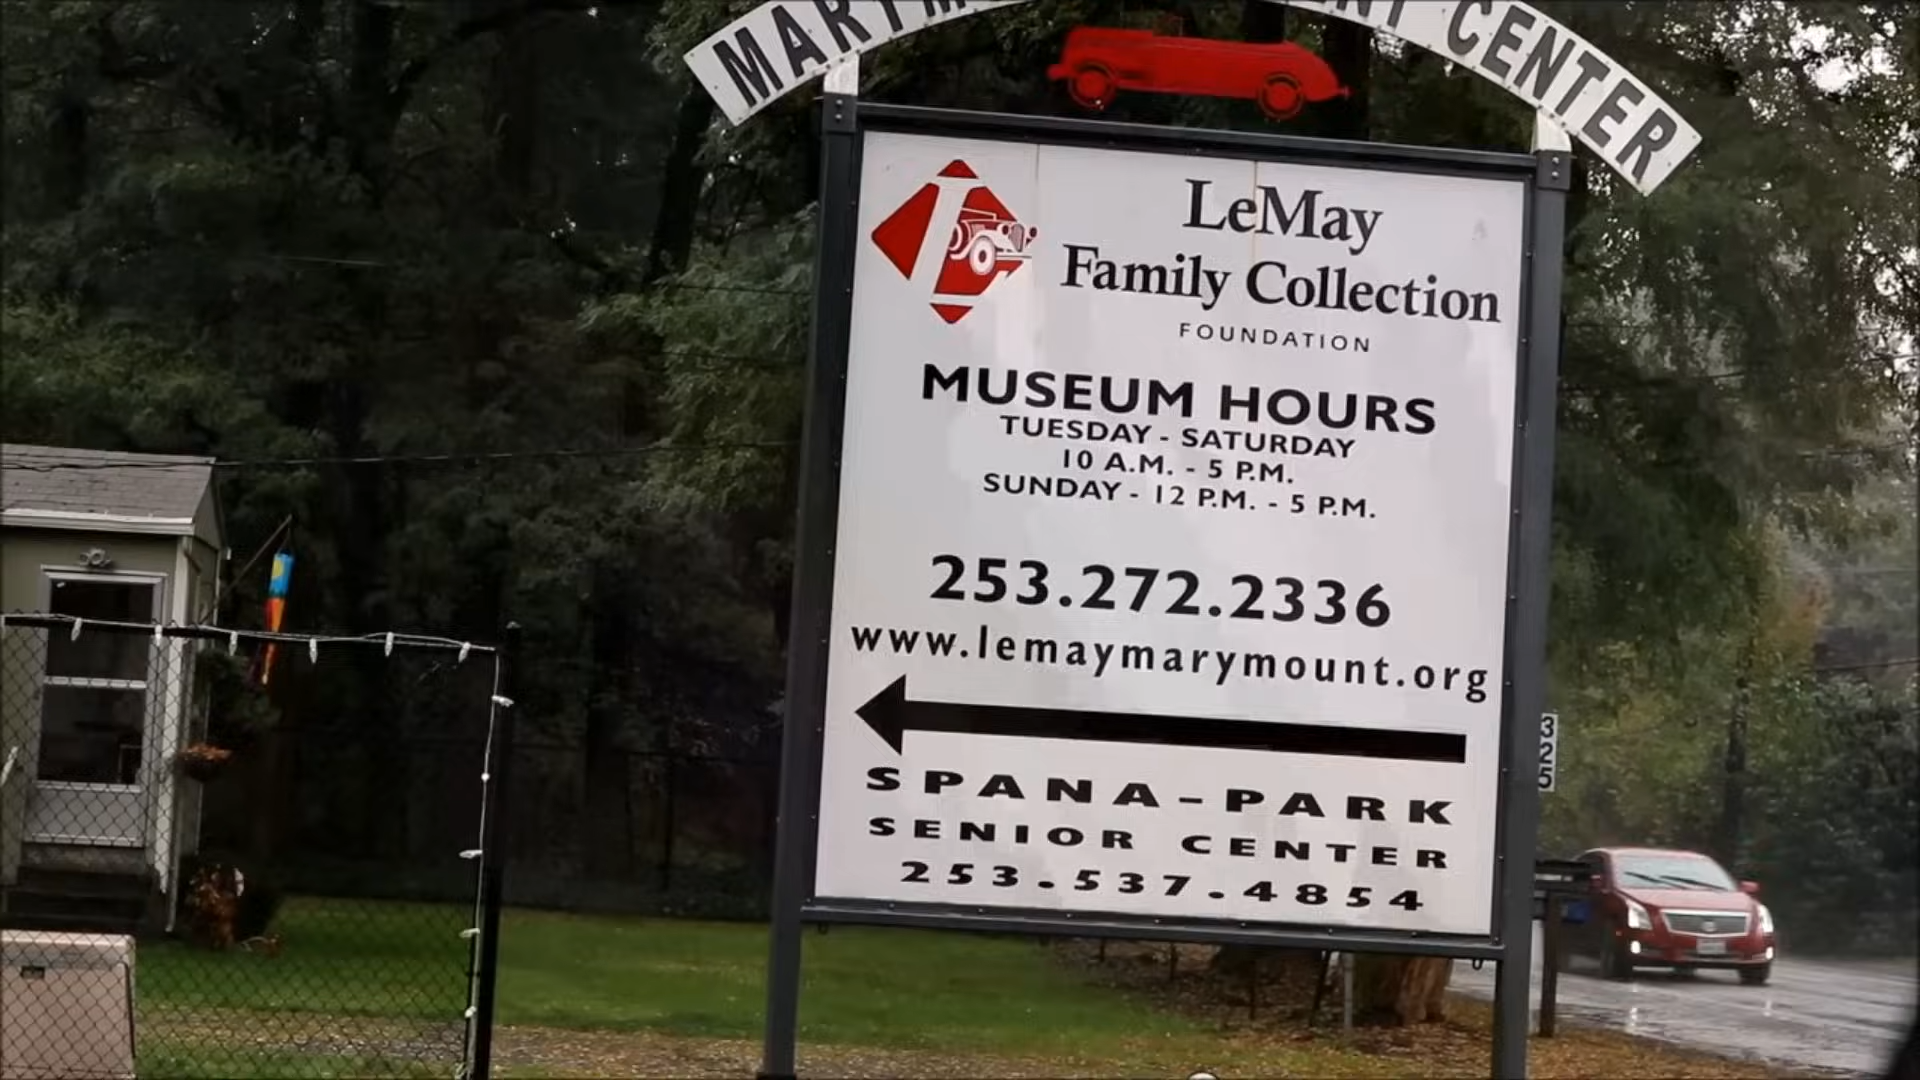 CENTER
LeMay
Family Collection
FOUNDATION
MUSEUM HOURS
TUESDAY - SATURDAY
10 A.M. - 5 P.M.
SUNDAY - 12 P.M. - 5 P.M.
253.272.2336
www.lemaymarymount.org
SPANA-PARK
SENIOR CENTER
253.537.4854
325